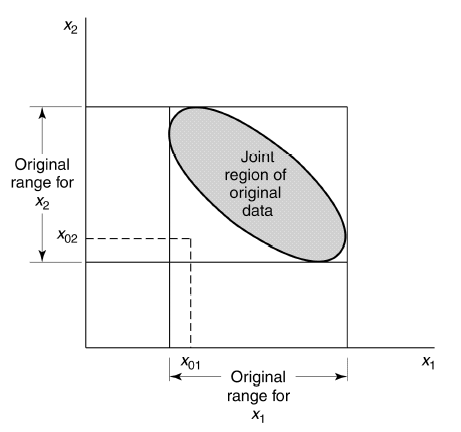 x2
Original
range for
x2
Joint
region of
original
data
x02
x01
x1
Original
range for
x1